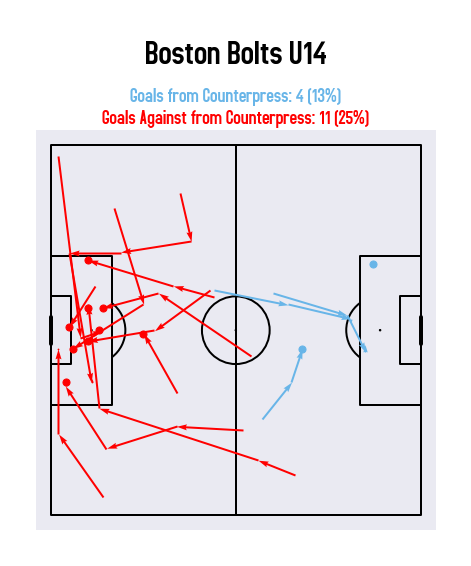 Boston Bolts U14
Goals from Counterpress: 4 (13%)
Goals Against from Counterpress: 11 (25%)